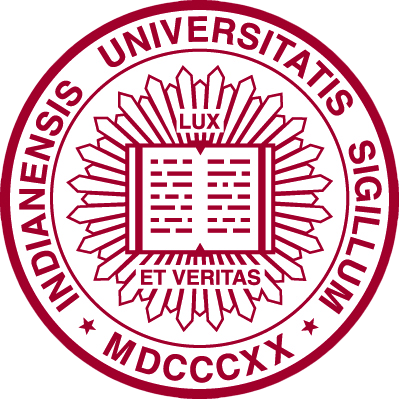 INDIANENSIS UNIVERSITATIS SIGILLUM
LUX
ET VERITAS
MDCCCXX